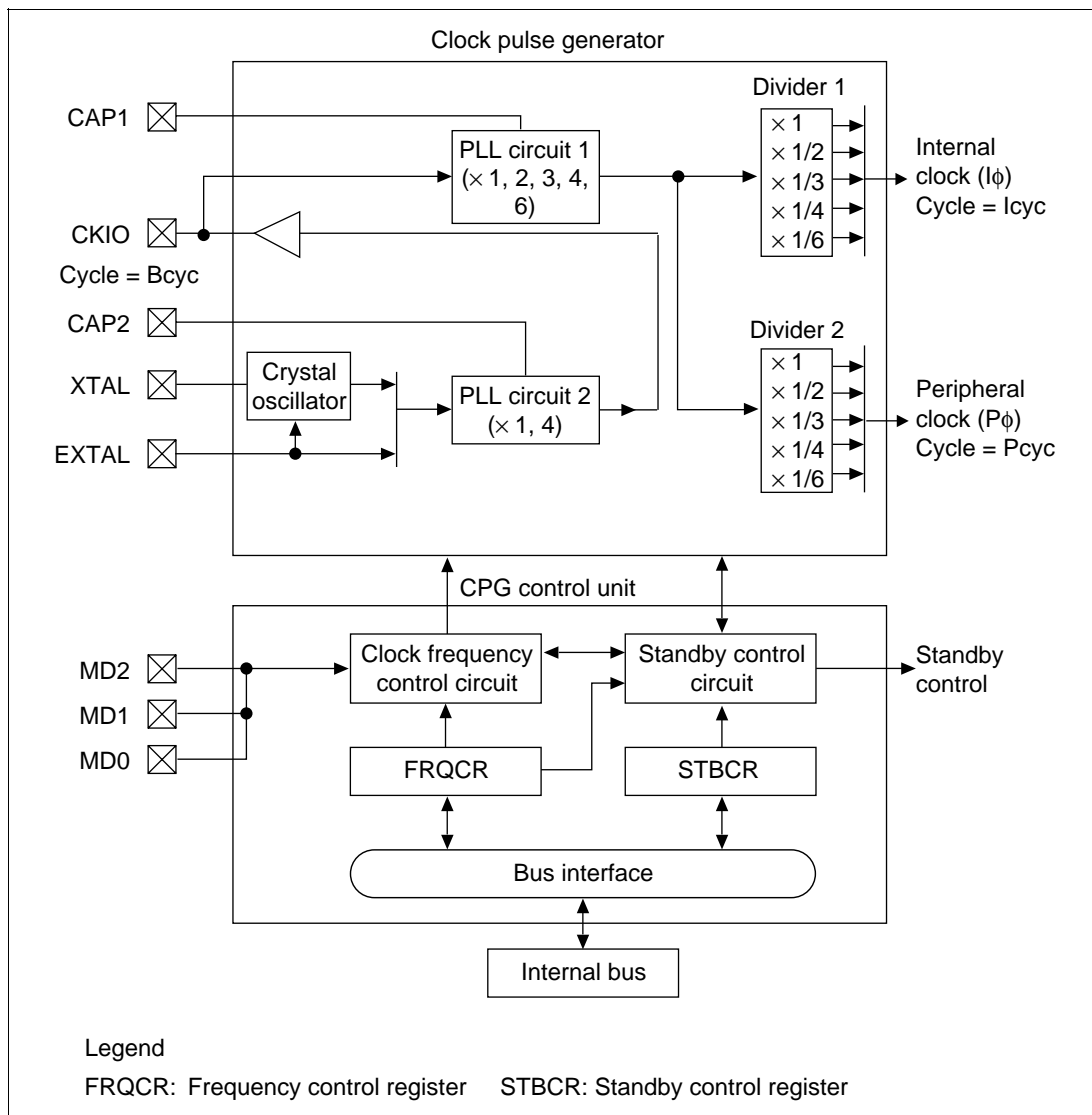 Clock pulse generator
CAP1
CKIO
Cycle = Bcyc
CAP2
XTAL
EXTAL
PLL circuit 1
(× 1, 2, 3, 4,
6)
Crystal
oscillator
PLL circuit 2
(× 1, 4)
Divider 1
× 1
× 1/2
× 1/3
× 1/4
× 1/6
Internal
clock (Iϕ)
Cycle = Icyc
Divider 2
× 1
× 1/2
× 1/3
× 1/4
× 1/6
Peripheral
clock (Pϕ)
Cycle = Pcyc
CPG control unit
MD2
MD1
MD0
Clock frequency
control circuit
Standby control
circuit
Standby
control
FRQCR
STBCR
Bus interface
Internal bus
Legend
FRQCR: Frequency control register STBCR: Standby control register